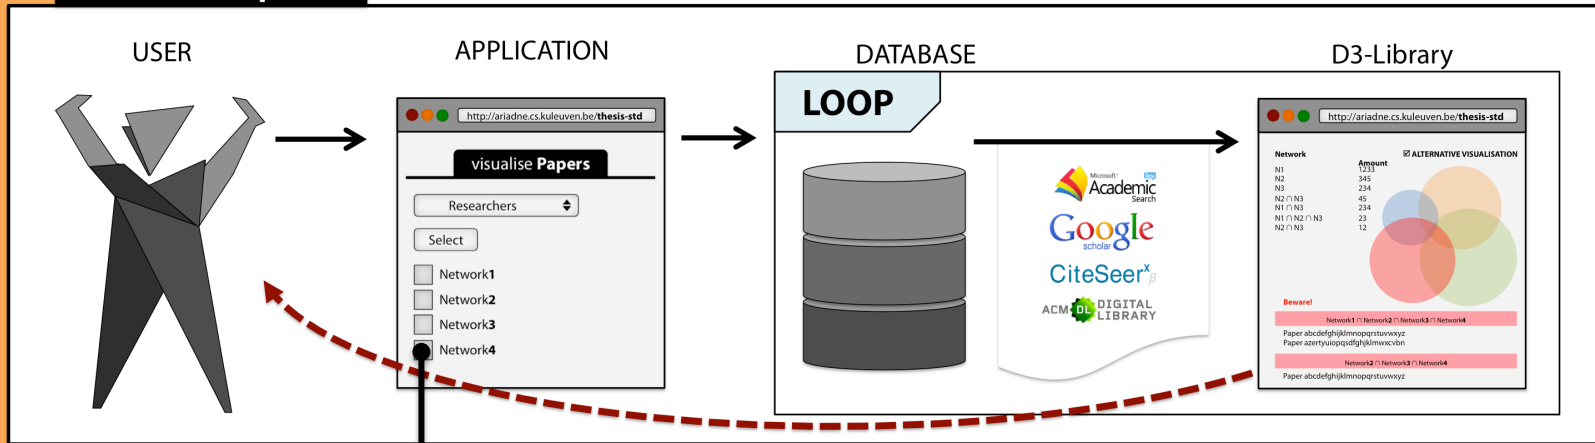 USER
APPLICATION
DATABASE
D3-Library
http://ariadne.cs.kuleuven.be/thesis-std
visualise Papers
Researchers
Select
Network1
Network2
Network3
Network4
LOOP
Microsoft®
Academic
Search
Google
scholar
CiteSeerx β
ACM DL DIGITAL
LIBRARY
http://ariadne.cs.kuleuven.be/thesis-std
☑ ALTERNATIVE VISUALISATION
Network Amount
N1 1233
N2 345
N3 234
N2 ∩ N3 45
N1 ∩ N3 234
N1 ∩ N2 ∩ N3 23
N2 ∩ N3 12
Beware!
Network1 ∩ Network2 ∩ Network3 ∩ Network4
Paper abcdefghijklmnopqrstuvwxyz
Paper azertyuiopqsdfghjklmwxcvbn
Network2 ∩ Network3 ∩ Network4
Paper abcdefghijklmnopqrstuvwxyz